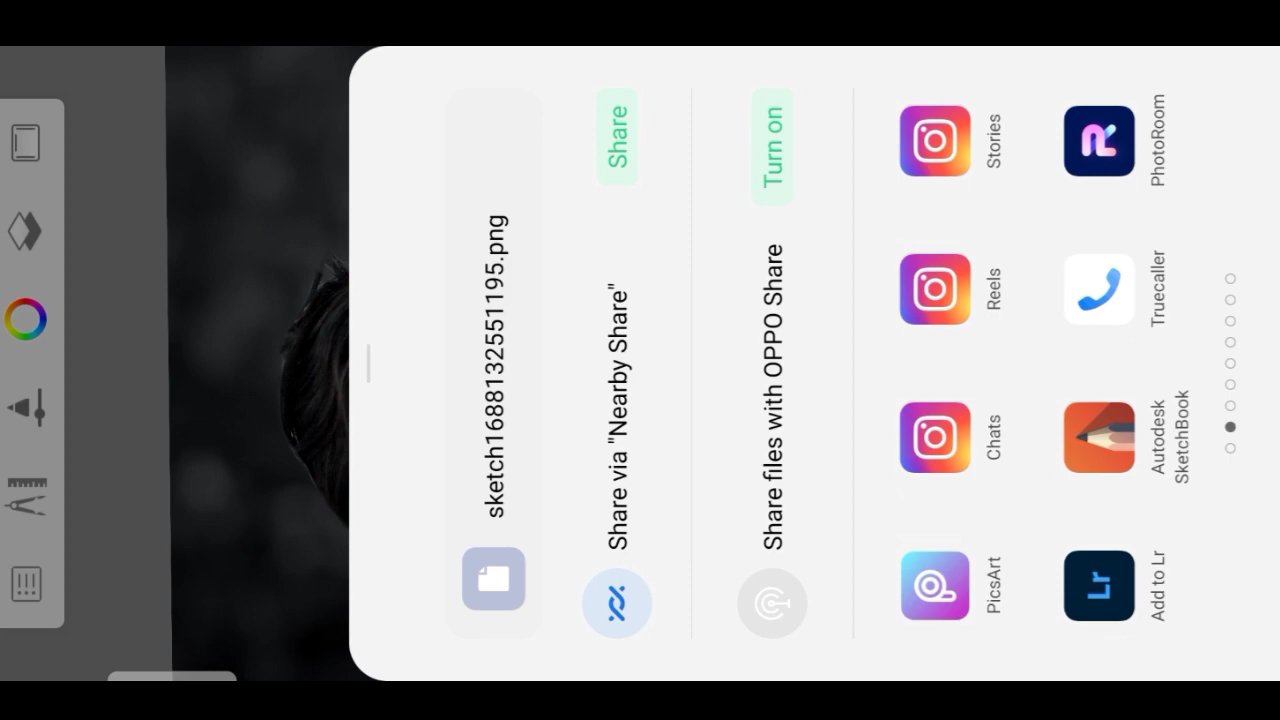 sketch1688132551195.png
Share via "Nearby Share"
Share
Share files with OPPO Share
Turn on
PicsArt
Chats
Reels
Stories
Lr
Add to Lr
Autodesk
SketchBook
Truecaller
PhotoRoom